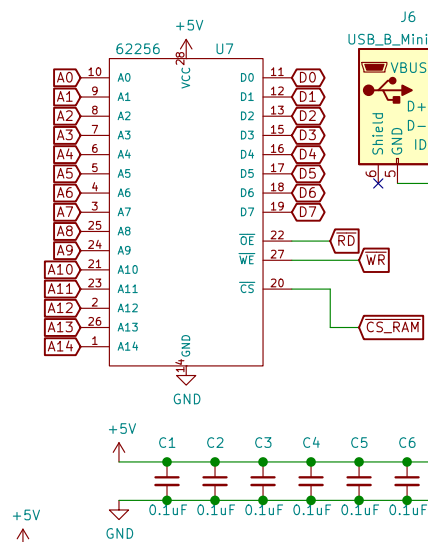 J6
USB_B_Mini
VBUS
D+
D-
ID
Shield
GND
6
5
+5V
62256
U7
28
VCC
A0 10 A0 D0 11 D0
A1 9 A1 D1 12 D1
A2 8 A2 D2 13 D2
A3 7 A3 D3 15 D3
A4 6 A4 D4 16 D4
A5 5 A5 D5 17 D5
A6 4 A6 D6 18 D6
A7 3 A7 D7 19 D7
A8 25 A8
A9 24 A9 OE 22 RD
A10 21 A10 WE 27 WR
A11 23 A11 CS 20
A12 2 A12
A13 26 A13 CS_RAM
A14 1 A14
GND
14
GND
+5V
C1 C2 C3 C4 C5 C6
0.1uF 0.1uF 0.1uF 0.1uF 0.1uF 0.1uF
+5V
GND